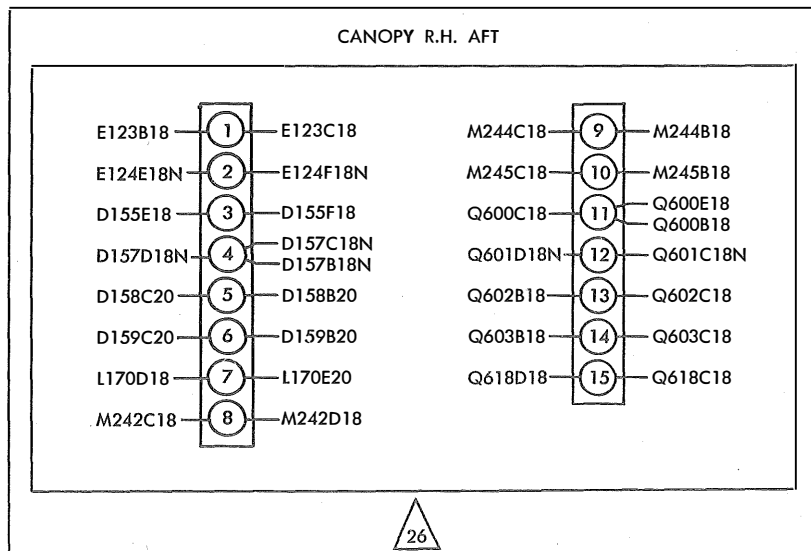 CANOPY R.H. AFT
E123B18 1 E123C18
E124E18N 2 E124F18N
D155E18 3 D155F18
D157D18N 4 D157C18N
D157B18N
D158C20 5 D158B20
D159C20 6 D159B20
L170D18 7 L170E20
M242C18 8 M242D18
M244C18 9 M244B18
M245C18 10 M245B18
Q600C18 11 Q600E18
Q600B18
Q601D18N 12 Q601C18N
Q602B18 13 Q602C18
Q603B18 14 Q603C18
Q618D18 15 Q618C18
26